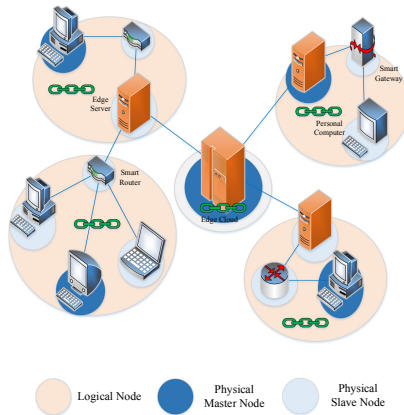 Smart
Gateway
Edge
Server
Personal
Computer
Smart
Router
Edge Cloud
Logical Node
Physical
Master Node
Physical
Slave Node